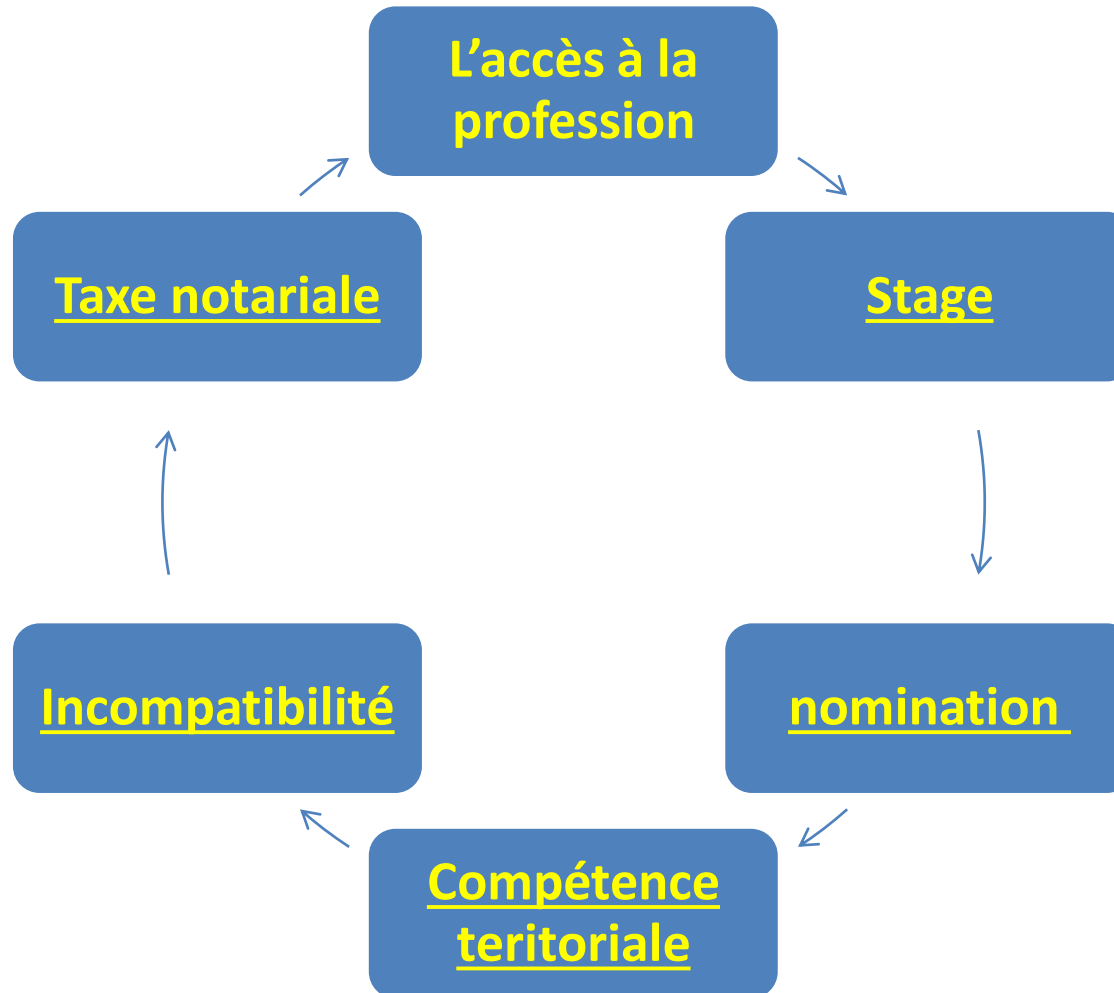 L’accès à la
profession
Stage
nomination
Compétence
teritoriale
Incompatibilité
Taxe notariale